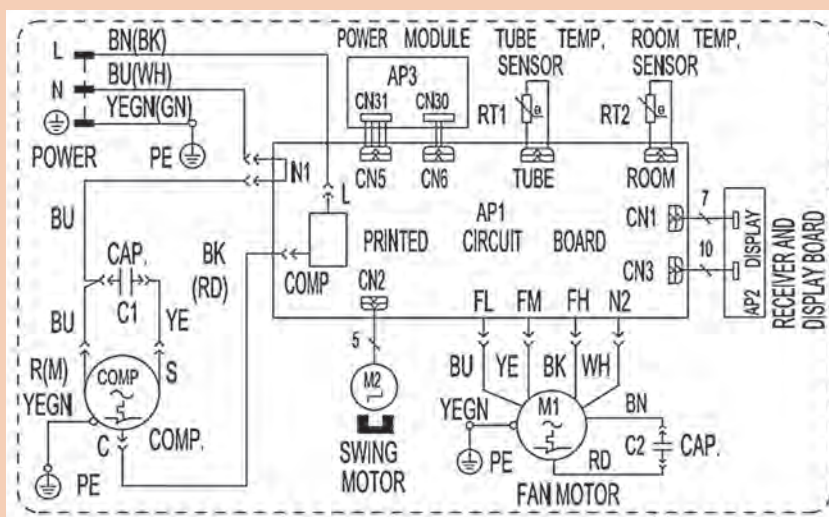 L BN(BK)
N BU(WH)
YEGN(GN)
POWER
PE
POWER MODULE
AP3
CN31 CN30
TUBE TEMP.
SENSOR
RT1 θ
ROOM TEMP.
SENSOR
RT2 θ
N1
L
CN5 CN6 TUBE ROOM
AP1
PRINTED CIRCUIT BOARD
COMP
CN2
CN1
CN3
7
10
AP2 DISPLAY
RECEIVER AND
DISPLAY BOARD
FL FM FH N2
BU
CAP.
C1
BK
(RD)
BU YE
R(M) COMP S
YEGN
C COMP.
PE
5
M2
SWING
MOTOR
BU YE BK WH
YEGN
M1
BN
C2 CAP.
RD
PE
FAN MOTOR